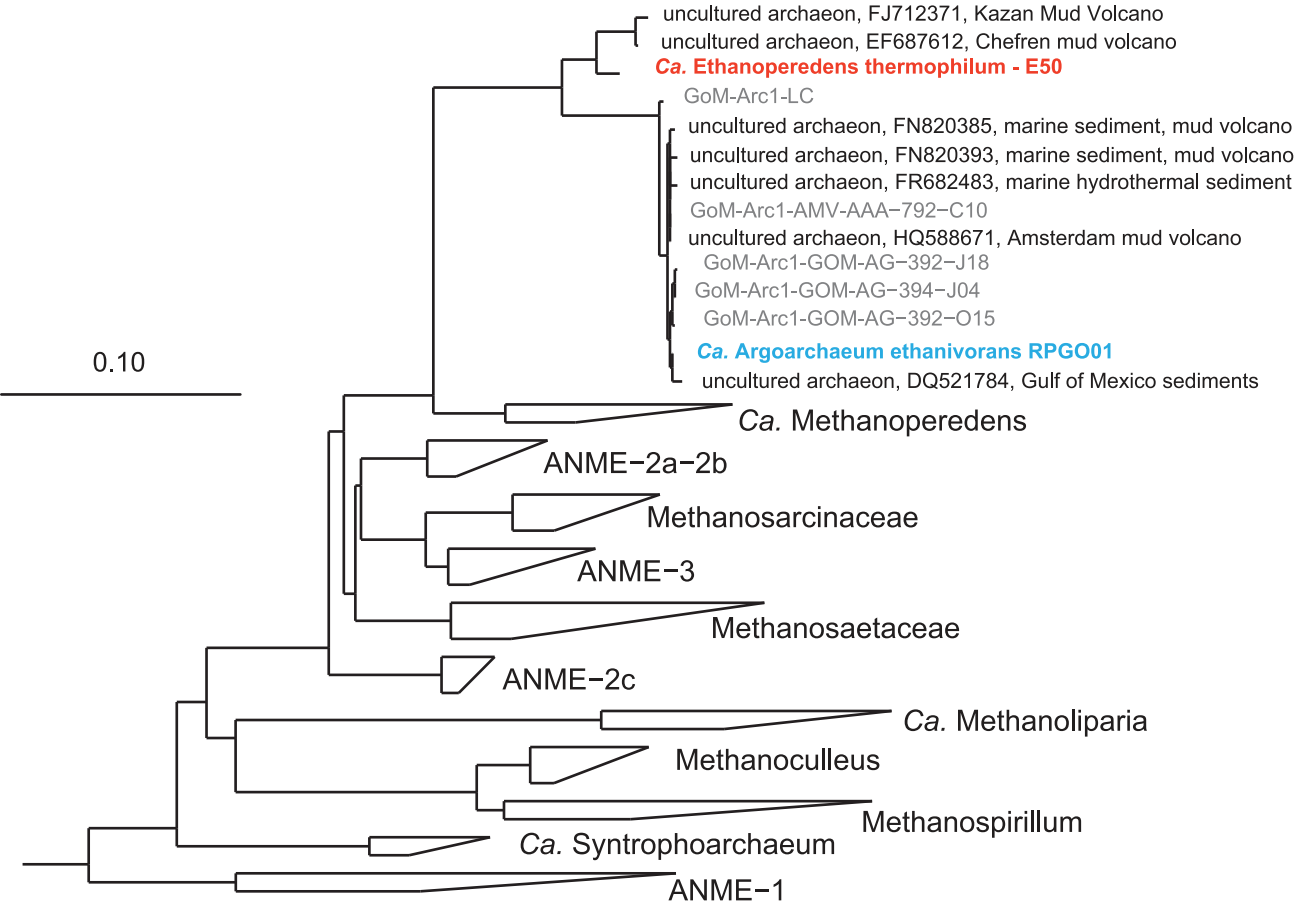 uncultured archaeon, FJ712371, Kazan Mud Volcano
uncultured archaeon, EF687612, Chefren mud volcano
Ca. Ethanoperedens thermophilum - E50
GoM-Arc1-LC
uncultured archaeon, FN820385, marine sediment, mud volcano
uncultured archaeon, FN820393, marine sediment, mud volcano
uncultured archaeon, FR682483, marine hydrothermal sediment
GoM-Arc1-AMV-AAA−792−C10
uncultured archaeon, HQ588671, Amsterdam mud volcano
GoM-Arc1-GOM-AG−392−J18
GoM-Arc1-GOM-AG−394−J04
GoM-Arc1-GOM-AG−392−O15
Ca. Argoarchaeum ethanivorans RPGO01
0.10
uncultured archaeon, DQ521784, Gulf of Mexico sediments
Ca. Methanoperedens
ANME−2a−2b
Methanosarcinaceae
ANME−3
Methanosaetaceae
ANME−2c
Ca. Methanoliparia
Methanoculleus
Methanospirillum
Ca. Syntrophoarchaeum
ANME−1